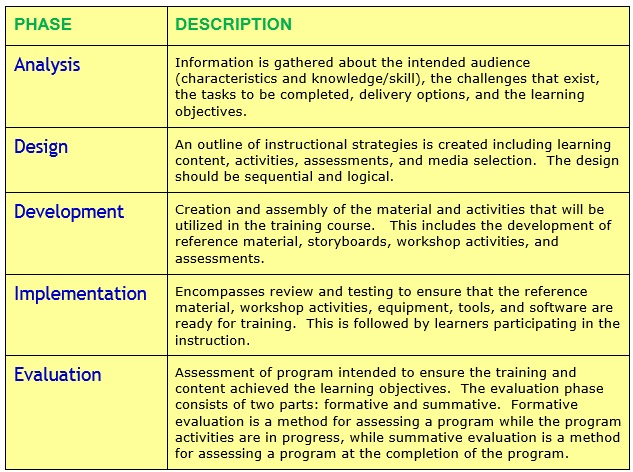 PHASE DESCRIPTION
Analysis
Information is gathered about the intended audience
(characteristics and knowledge/skill), the challenges that exist,
the tasks to be completed, delivery options, and the learning
objectives.
Design
An outline of instructional strategies is created including learning
content, activities, assessments, and media selection.  The design
should be sequential and logical.
Development
Creation and assembly of the material and activities that will be
utilized in the training course.   This includes the development of
reference material, storyboards, workshop activities, and
assessments.
Implementation
Encompasses review and testing to ensure that the reference
material, workshop activities, equipment, tools, and software are
ready for training.  This is followed by learners participating in the
instruction.
Evaluation
Assessment of program intended to ensure the training and
content achieved the learning objectives.  The evaluation phase
consists of two parts: formative and summative.  Formative
evaluation is a method for assessing a program while the program
activities are in progress, while summative evaluation is a method
for assessing a program at the completion of the program.